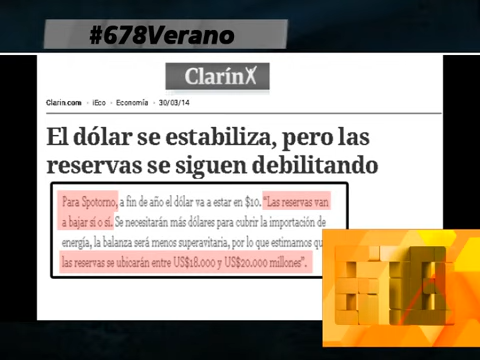 #678Verano
Clarín
Clarin.com · iEco · Economía · 30/03/14
El dólar se estabiliza, pero las
reservas se siguen debilitando
Para Spotorno, a fin de año el dólar va a estar en $10. "Las reservas van
a bajar sí o sí. Se necesitarán más dólares para cubrir la importación de
energía, la balanza será menos superavitaria, por lo que estimamos qu
las reservas se ubicarán entre US$18.000 y US$20.000 millones".